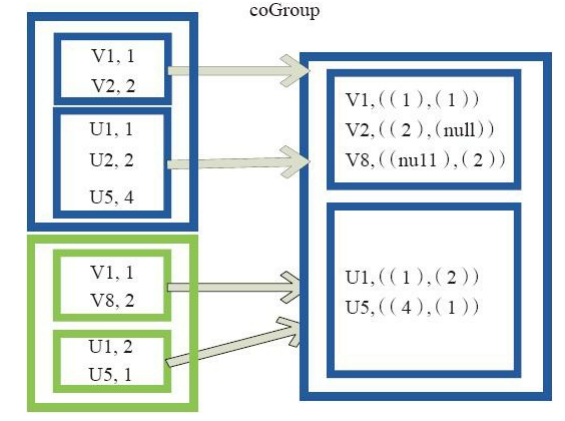 coGroup
V1, 1
V2, 2
U1, 1
U2, 2
U5, 4
V1, 1
V8, 2
U1, 2
U5, 1
V1,((1),(1))
V2,((2),(null))
V8,((nu11),(2))
U1,((1),(2))
U5,((4),(1))